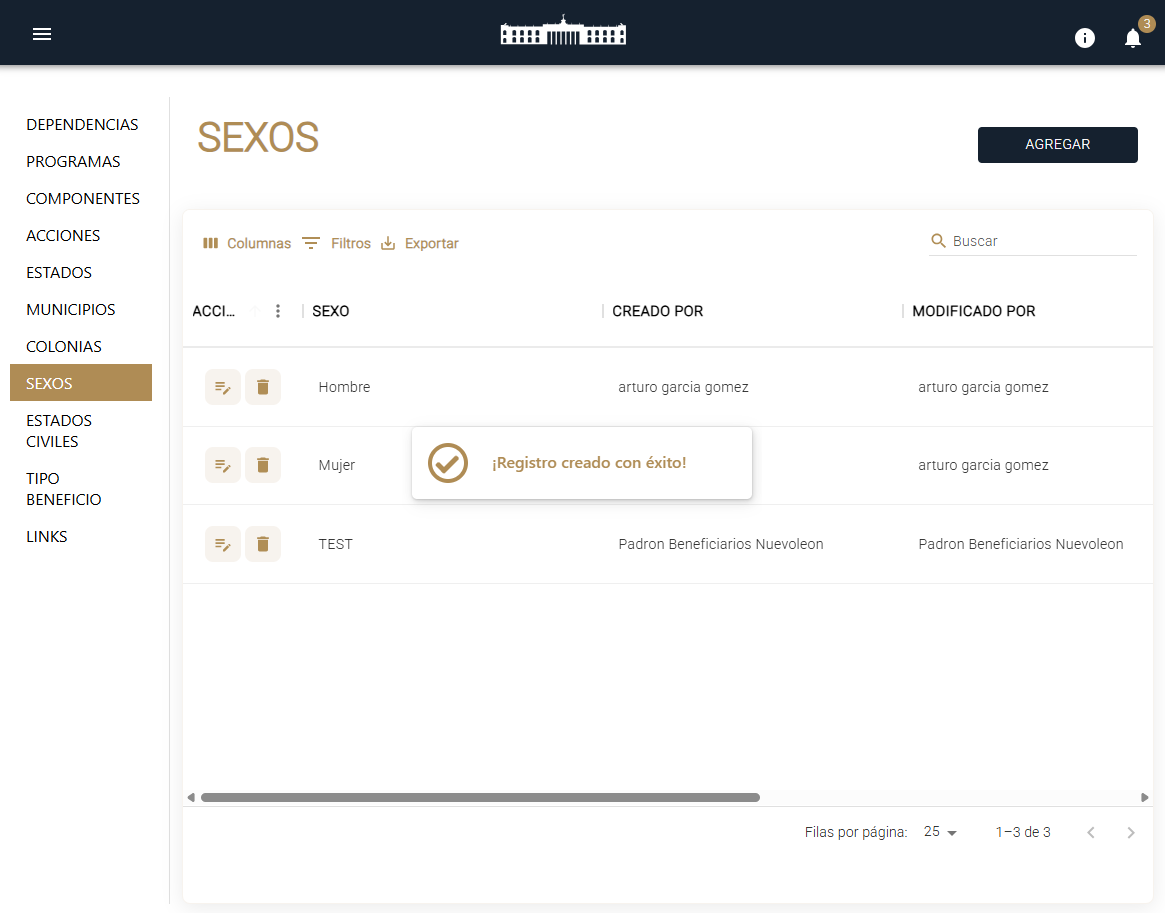 3
DEPENDENCIAS
PROGRAMAS
COMPONENTES
ACCIONES
ESTADOS
MUNICIPIOS
COLONIAS
SEXOS
ESTADOS
CIVILES
TIPO
BENEFICIO
LINKS
SEXOS
AGREGAR
Columnas Filtros Exportar Buscar
ACCI... SEXO CREADO POR MODIFICADO POR
Hombre arturo garcia gomez arturo garcia gomez
Mujer arturo garcia gomez
¡Registro creado con éxito!
TEST Padron Beneficiarios Nuevoleon Padron Beneficiarios Nuevoleon
Filas por página: 25 1–3 de 3